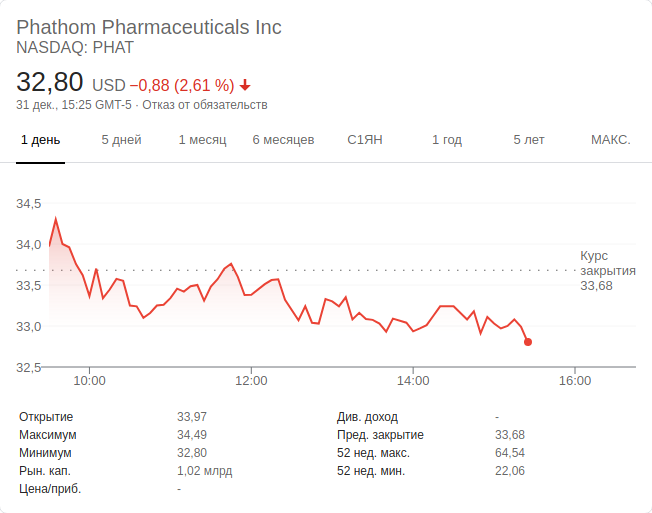 Phathom Pharmaceuticals Inc
NASDAQ: PHAT
32,80 USD −0,88 (2,61 %)
31 дек., 15:25 GMT-5 · Отказ от обязательств
1 день 5 дней 1 месяц 6 месяцев С1ЯН 1 год 5 лет МАКС.
34,5
34,0
33,5
33,0
32,5
Курс
закрытия
33,68
10:00 12:00 14:00 16:00
Открытие 33,97 Див. доход -
Максимум 34,49 Пред. закрытие 33,68
Минимум 32,80 52 нед. макс. 64,54
Рын. кап. 1,02 млрд 52 нед. мин. 22,06
Цена/приб. -